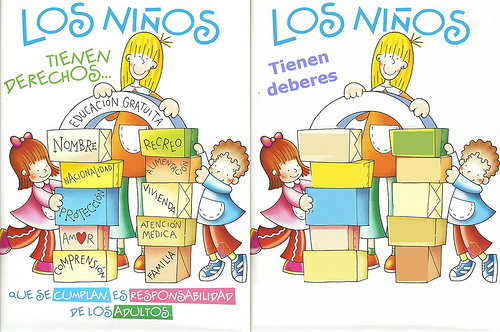 LOS NIÑOS
TIENEN
DERECHOS...
EDUCACIÓN GRATUITA
NOMBRE
RECREO
NACIONALIDAD
ALIMENTACIÓN
PROTECCIÓN
VIVIENDA
AMOR
ATENCIÓN
MÉDICA
COMPRENSIÓN
FAMILIA
QUE SE CUMPLAN, ES RESPONSABILIDAD
DE LOS ADULTOS.
LOS NIÑOS
Tienen
deberes